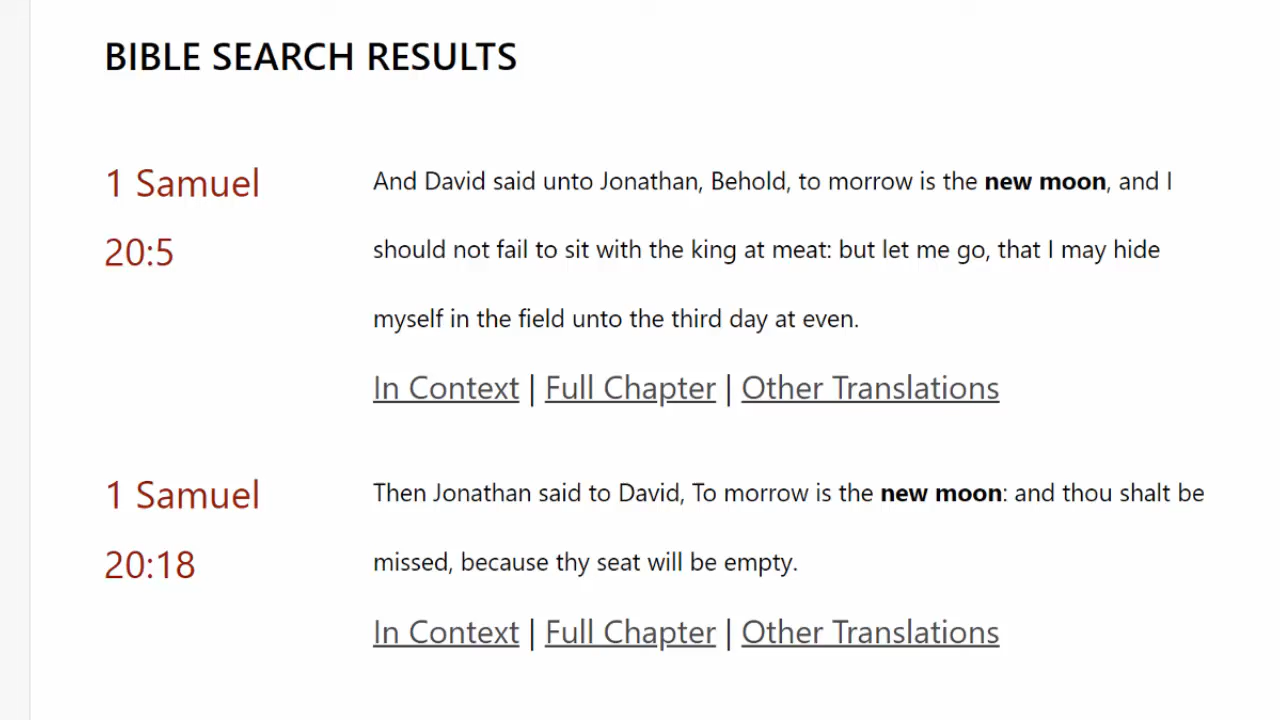 BIBLE SEARCH RESULTS
1 Samuel
20:5
And David said unto Jonathan, Behold, to morrow is the new moon, and I
should not fail to sit with the king at meat: but let me go, that I may hide
myself in the field unto the third day at even.
In Context | Full Chapter | Other Translations
1 Samuel
20:18
Then Jonathan said to David, To morrow is the new moon: and thou shalt be
missed, because thy seat will be empty.
In Context | Full Chapter | Other Translations